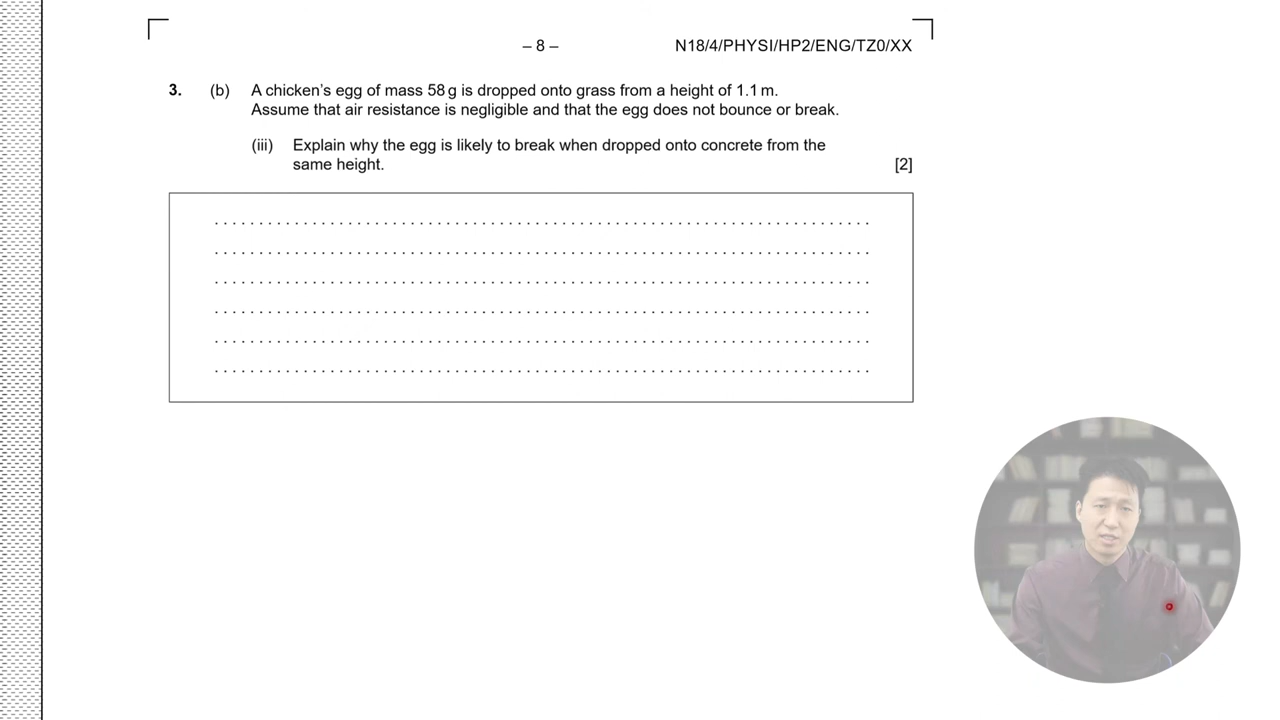 – 8 –
N18/4/PHYSI/HP2/ENG/TZ0/XX
3. (b) A chicken's egg of mass 58 g is dropped onto grass from a height of 1.1 m.
Assume that air resistance is negligible and that the egg does not bounce or break.
(iii) Explain why the egg is likely to break when dropped onto concrete from the
same height. [2]